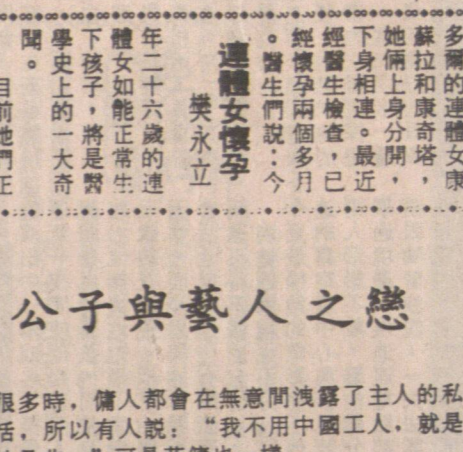 多爾的連體女康
蘇拉和康奇塔，
她倆上身分開，
下身相連。最近
經醫生檢查，已
經懷孕兩個多月
。醫生們說：今
連體女懷孕
樊永立
年二十六歲的連
體女如能正常生
下孩子，將是醫
學史上的一大奇
聞。
目前她們正
公子與藝人之戀
很多時，傭人都會在無意間洩露了主人的私
活，所以有人説：“我不用中國工人，就是